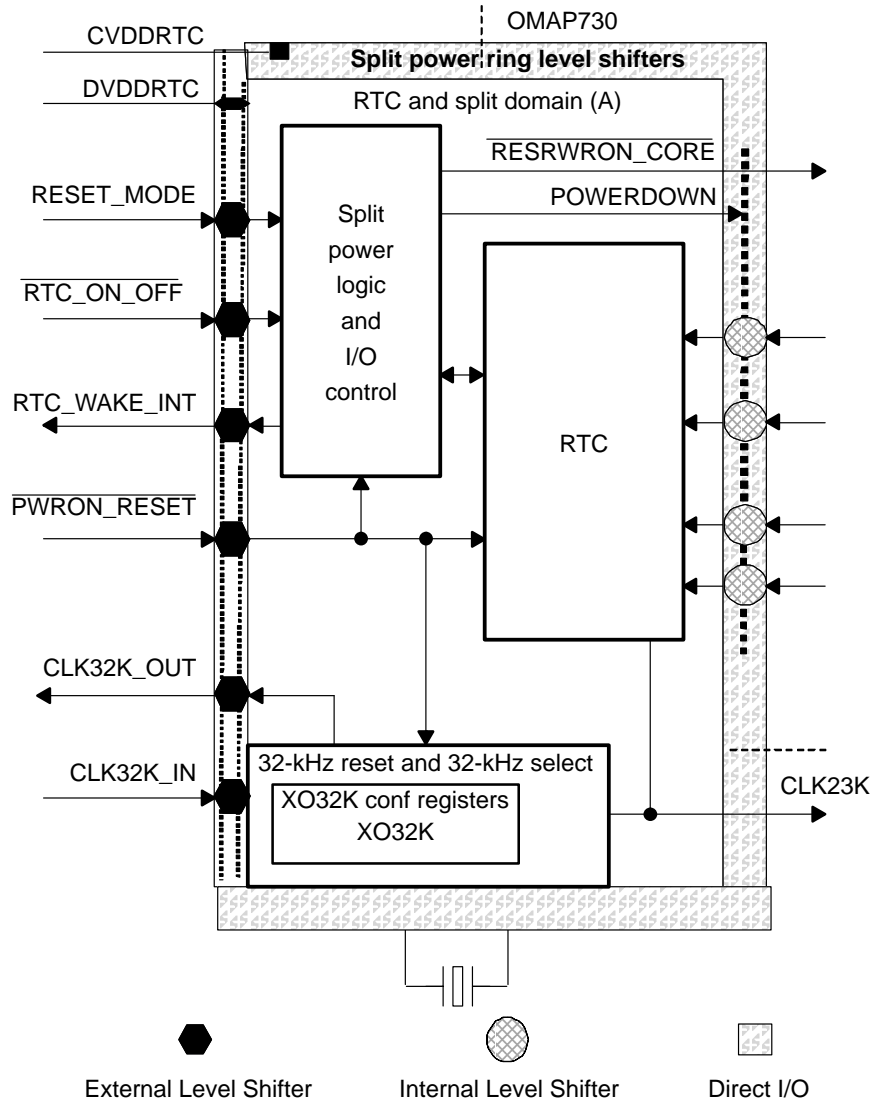 OMAP730
CVDDRTC
Split power ring level shifters
DVDDRTC
RTC and split domain (A)
RESRWRON_CORE
RESET_MODE
POWERDOWN
Split
power
logic
and
I/O
control
RTC_ON_OFF
RTC_WAKE_INT
RTC
PWRON_RESET
CLK32K_OUT
CLK32K_IN
32-kHz reset and 32-kHz select
XO32K conf registers
XO32K
CLK23K
External Level Shifter
Internal Level Shifter
Direct I/O